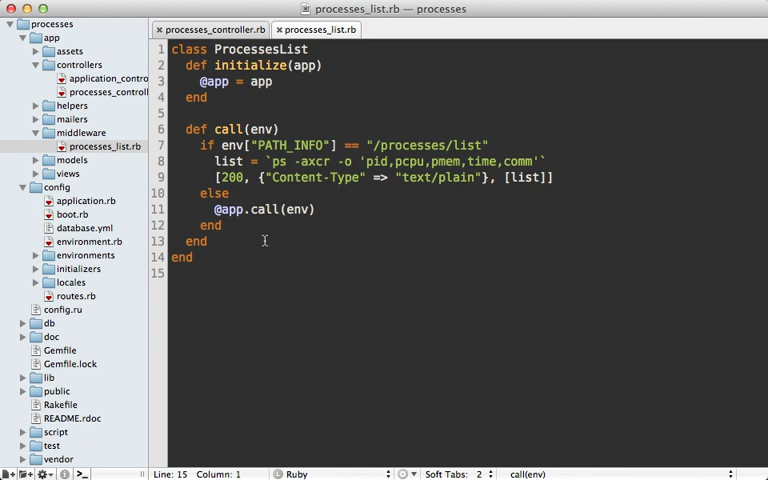 processes_list.rb — processes
processes
app
assets
controllers
application_contro
processes_controll
helpers
mailers
middleware
processes_list.rb
models
views
config
application.rb
boot.rb
database.yml
environment.rb
environments
initializers
locales
routes.rb
config.ru
db
doc
Gemfile
Gemfile.lock
lib
public
Rakefile
README.rdoc
script
test
vendor
processes_controller.rb
processes_list.rb
1 class ProcessesList
2 def initialize(app)
3 @app = app
4 end
5
6 def call(env)
7 if env["PATH_INFO"] == "/processes/list"
8 list = `ps -axcr -o 'pid,pcpu,pmem,time,comm'`
9 [200, {"Content-Type" => "text/plain"}, [list]]
10 else
11 @app.call(env)
12 end
13 end
14 end
15
Line: 15 Column: 1 Ruby Soft Tabs: 2 call(env)